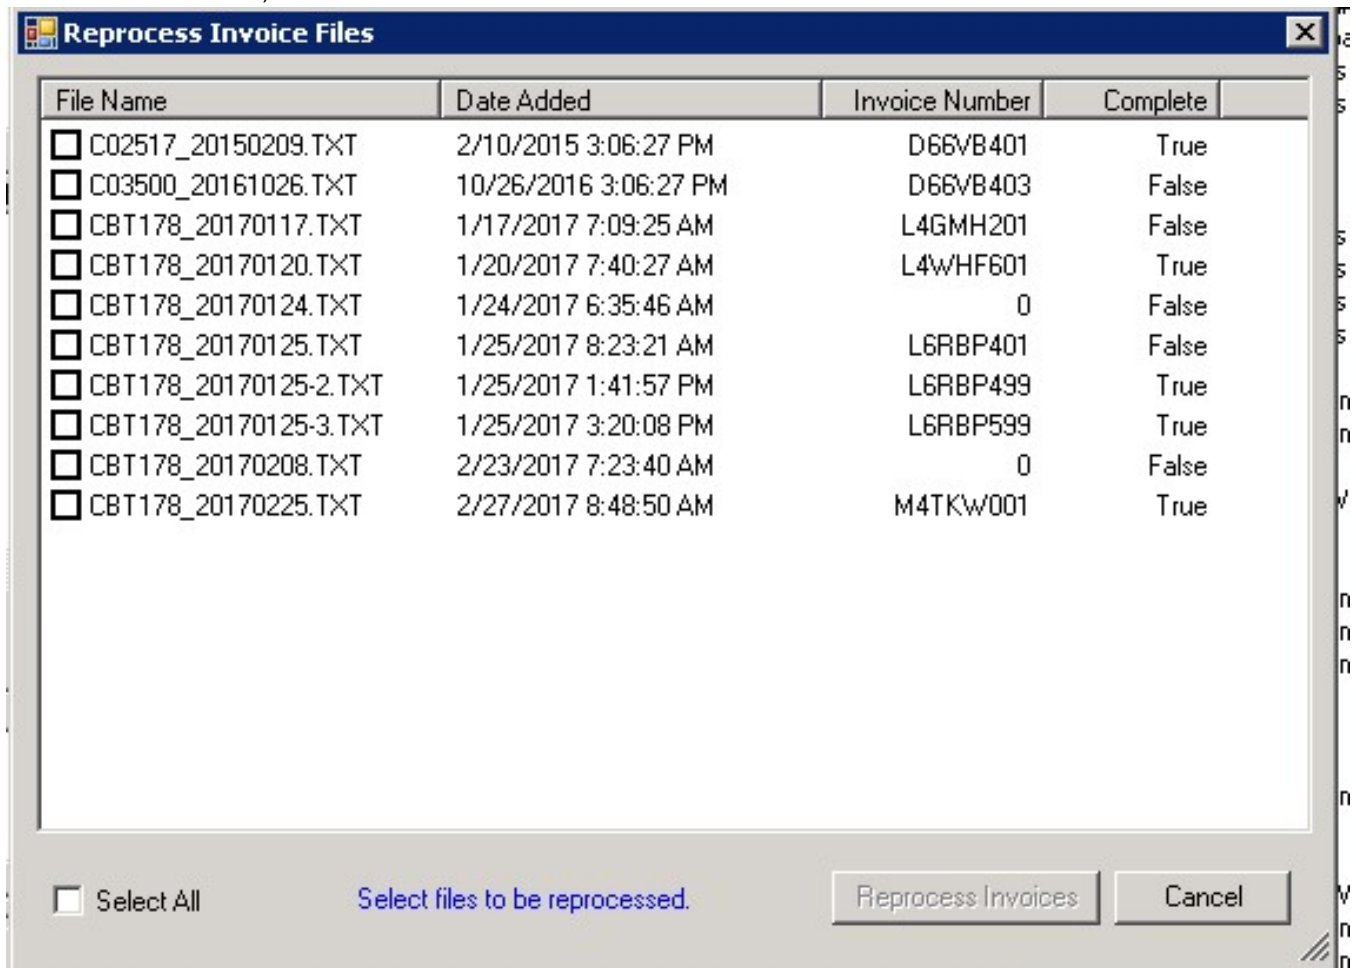 Reprocess Invoice Files
File Name Date Added Invoice Number Complete
C02517_20150209.TXT 2/10/2015 3:06:27 PM D66VB401 True
C03500_20161026.TXT 10/26/2016 3:06:27 PM D66VB403 False
CBT178_20170117.TXT 1/17/2017 7:09:25 AM L4GMH201 False
CBT178_20170120.TXT 1/20/2017 7:40:27 AM L4WHF601 True
CBT178_20170124.TXT 1/24/2017 6:35:46 AM 0 False
CBT178_20170125.TXT 1/25/2017 8:23:21 AM L6RBP401 False
CBT178_20170125-2.TXT 1/25/2017 1:41:57 PM L6RBP499 True
CBT178_20170125-3.TXT 1/25/2017 3:20:08 PM L6RBP599 True
CBT178_20170208.TXT 2/23/2017 7:23:40 AM 0 False
CBT178_20170225.TXT 2/27/2017 8:48:50 AM M4TKW001 True
Select All Select files to be reprocessed. Reprocess Invoices Cancel